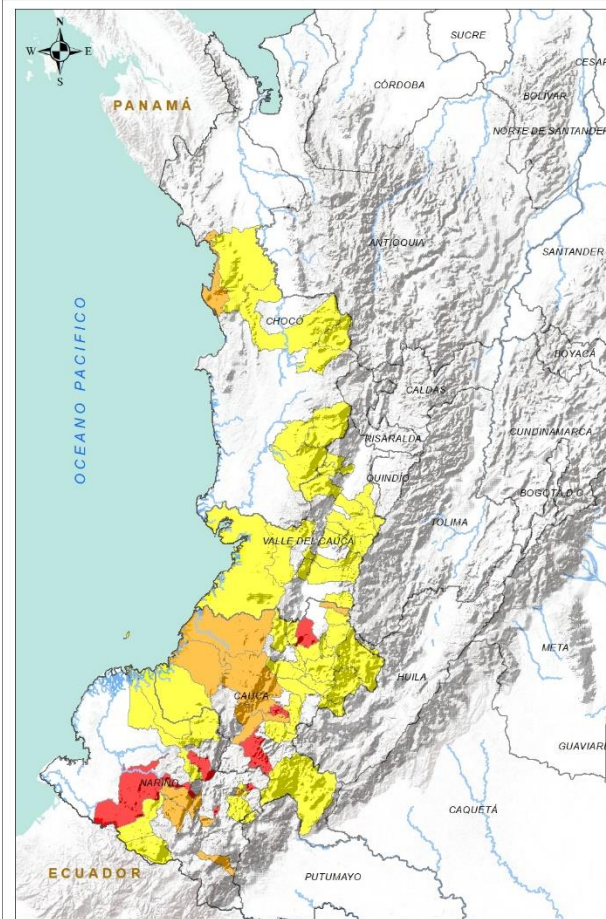 N
W E
S
SUCRE
CESAR
CÓRDOBA
BOLÍVAR
PANAMÁ
NORTE DE SANTANDER
ANTIOQUIA
SANTANDER
OCEANO PACIFICO
CHOCÓ
BOYACÁ
CALDAS
CUNDINAMARCA
RISARALDA
QUINDÍO
BOGOTÁ D.C.
TOLIMA
VALLE DEL CAUCA
META
HUILA
CAUCA
GUAVIARE
NARIÑO
CAQUETÁ
ECUADOR
PUTUMAYO